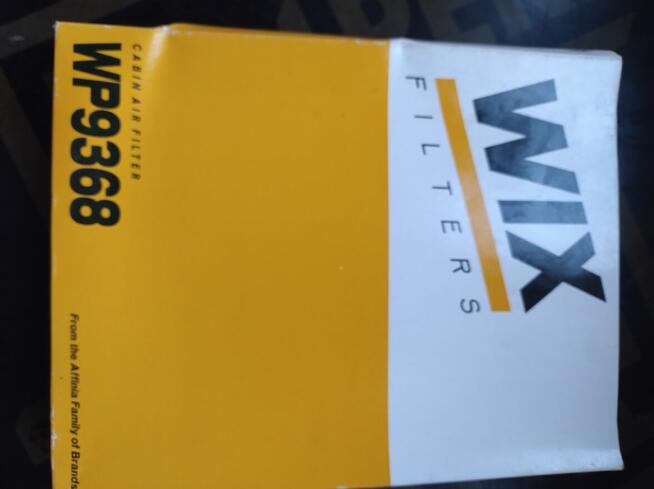 WIX
FILTERS
CABIN AIR FILTER
WP9368
From the Affinia Family of Brands